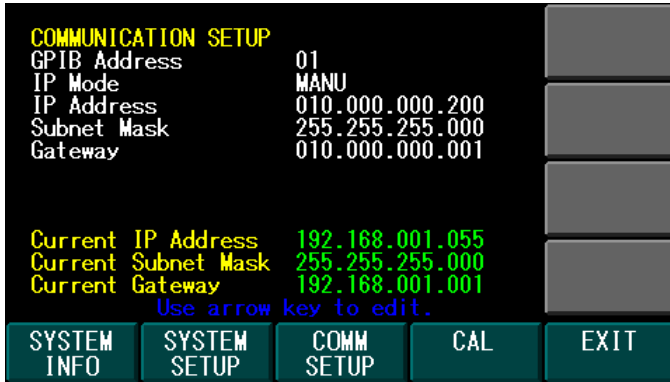 COMMUNICATION SETUP
GPIB Address 01
IP Mode MANU
IP Address 010.000.000.200
Subnet Mask 255.255.255.000
Gateway 010.000.000.001
Current IP Address 192.168.001.055
Current Subnet Mask 255.255.255.000
Current Gateway 192.168.001.001
Use arrow key to edit.
SYSTEM INFO
SYSTEM SETUP
COMM SETUP
CAL
EXIT